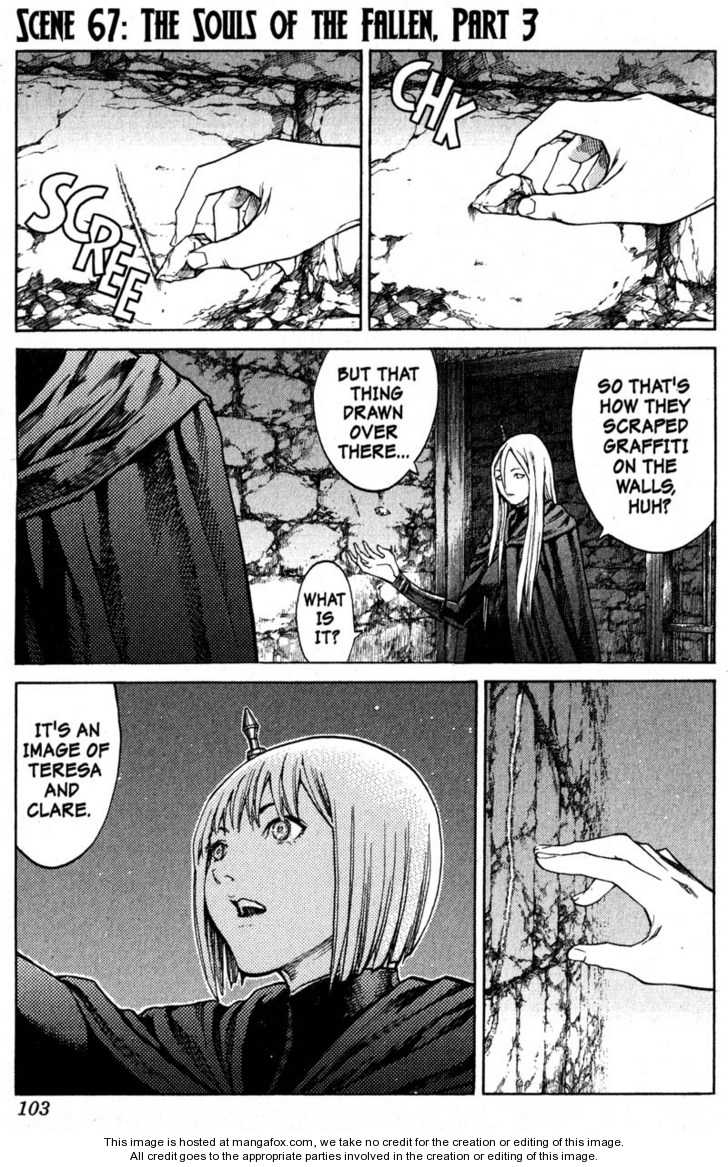 SCENE 67: THE SOULS OF THE FALLEN, PART 3
SCREE
CHK
SO THAT'S
HOW THEY
SCRAPED
GRAFFITI
ON THE
WALLS,
HUH?
BUT THAT
THING
DRAWN
OVER
THERE...
WHAT
IS
IT?
IT'S AN
IMAGE OF
TERESA
AND
CLARE.
103
This image is hosted at mangafox.com, we take no credit for the creation or editing of this image.
All credit goes to the appropriate parties involved in the creation or editing of this image.